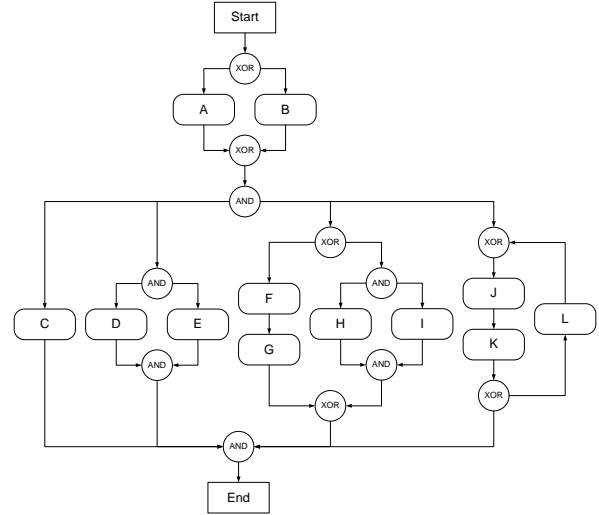 Start
XOR
A
B
XOR
AND
XOR
XOR
AND
AND
F
J
C
D
E
H
I
L
G
K
AND
AND
XOR
XOR
AND
End